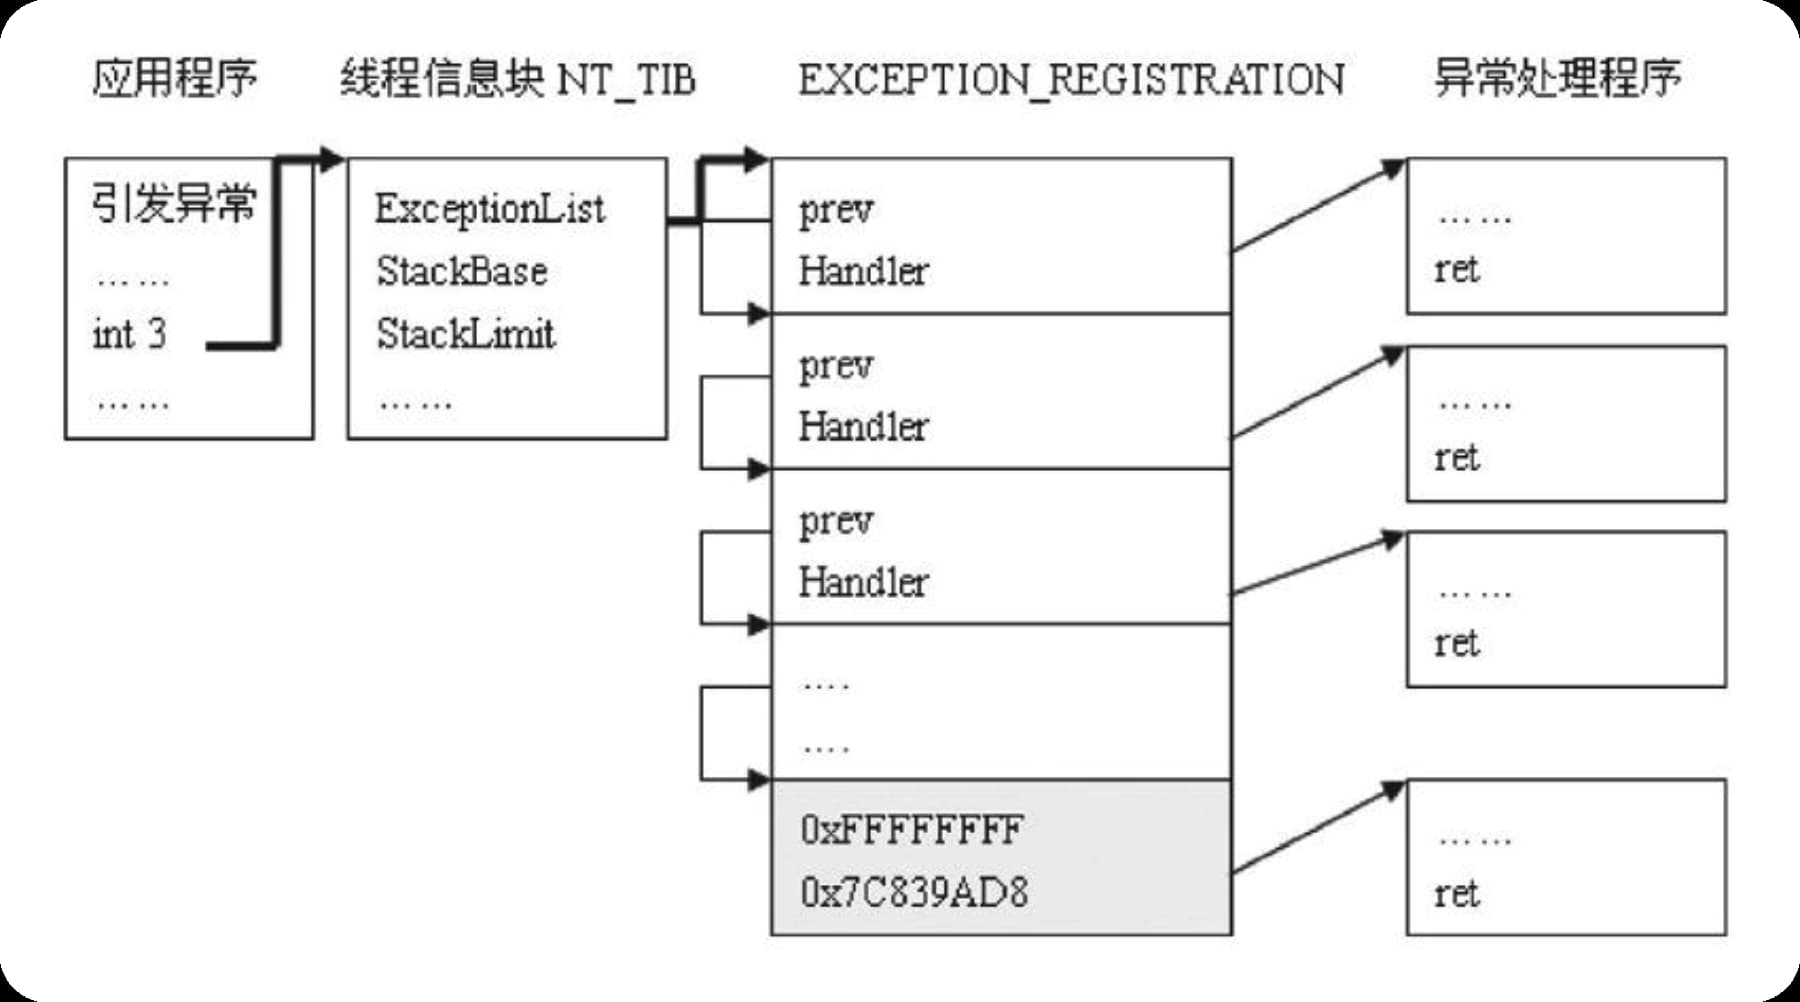 应用程序
线程信息块 NT_TIB
EXCEPTION_REGISTRATION
异常处理程序
引发异常
……
int 3
……
ExceptionList
StackBase
StackLimit
……
prev
Handler
prev
Handler
prev
Handler
....
....
0xFFFFFFFF
0x7C839AD8
……
ret
……
ret
……
ret
……
ret